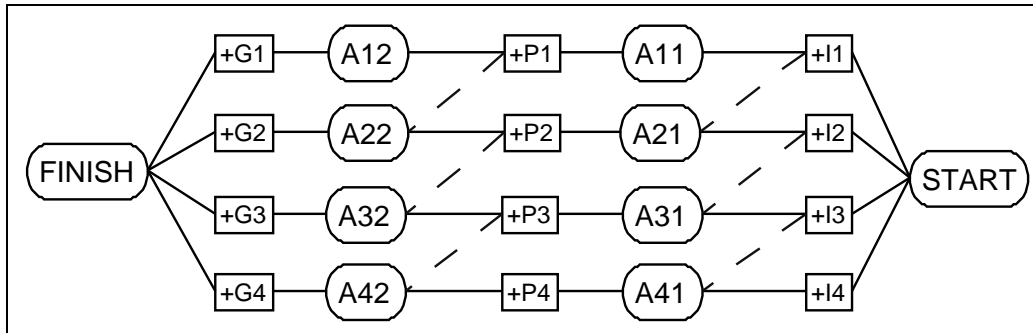 +G1 A12 +P1 A11 +I1
+G2 A22 +P2 A21 +I2
FINISH START
+G3 A32 +P3 A31 +I3
+G4 A42 +P4 A41 +I4